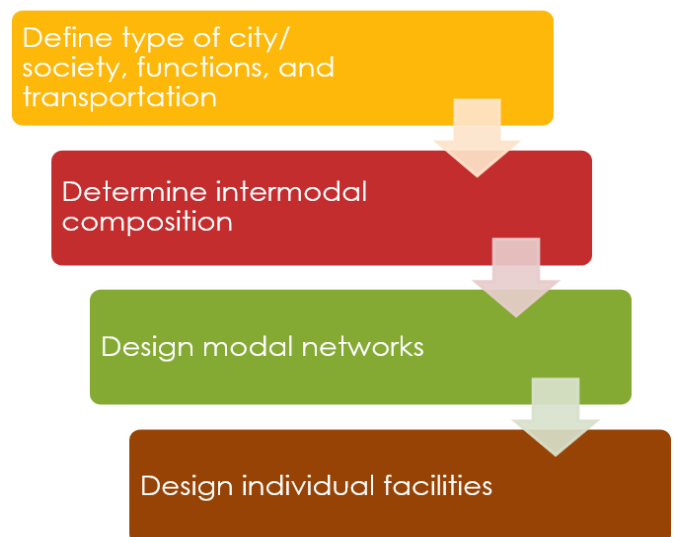 Define type of city/
society, functions, and
transportation
Determine intermodal
composition
Design modal networks
Design individual facilities